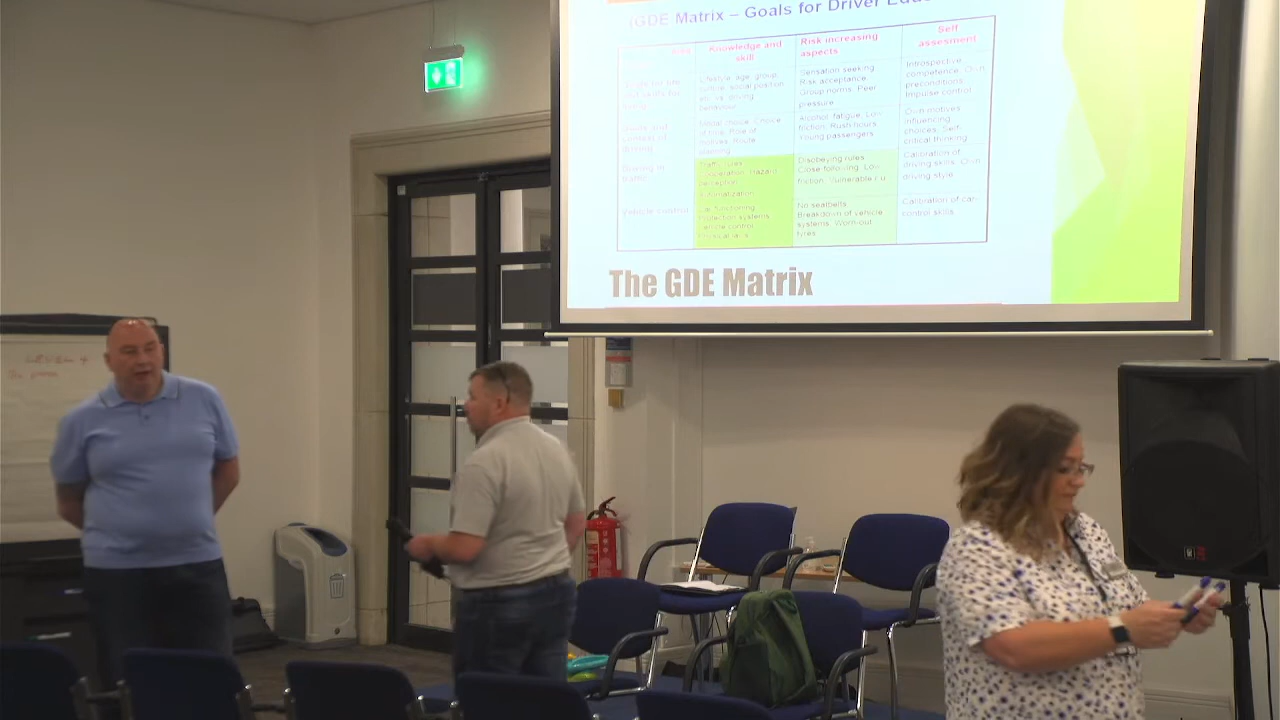 (GDE Matrix – Goals for Driver
Knowledge and
skill
Risk increasing
aspects
Self
assesment
Lifestyle, age, group,
culture, social position
etc vs. driving
behaviour
Sensation seeking
Risk acceptance
Group norms Peer
pressure
Introspective
competence Own
preconditions
Impulse control
Modal choice, Choice
of time, Role of
motives, Route
planning
Alcohol, fatigue, Low
friction, Rush hours
Young passengers
Own motives
influencing
choices, Self-
critical thinking
Driving in
traffic
Traffic rules
Cooperation Hazard
perception
Automatization
Disobeying rules
Close following, Low
friction, Vulnerable r.u
Calibration of
driving skills, Own
driving style
Vehicle control
Car functioning
Protection systems
Vehicle control
Physical laws
No seatbelts
Breakdown of vehicle
systems Worn-out
tyres
Calibration of car-
control skills
The GDE Matrix